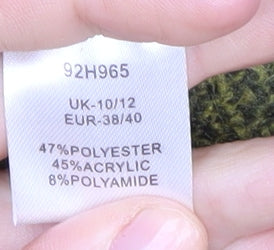 92H965
UK-10/12
EUR-38/40
47%POLYESTER
45%ACRYLIC
8%POLYAMIDE